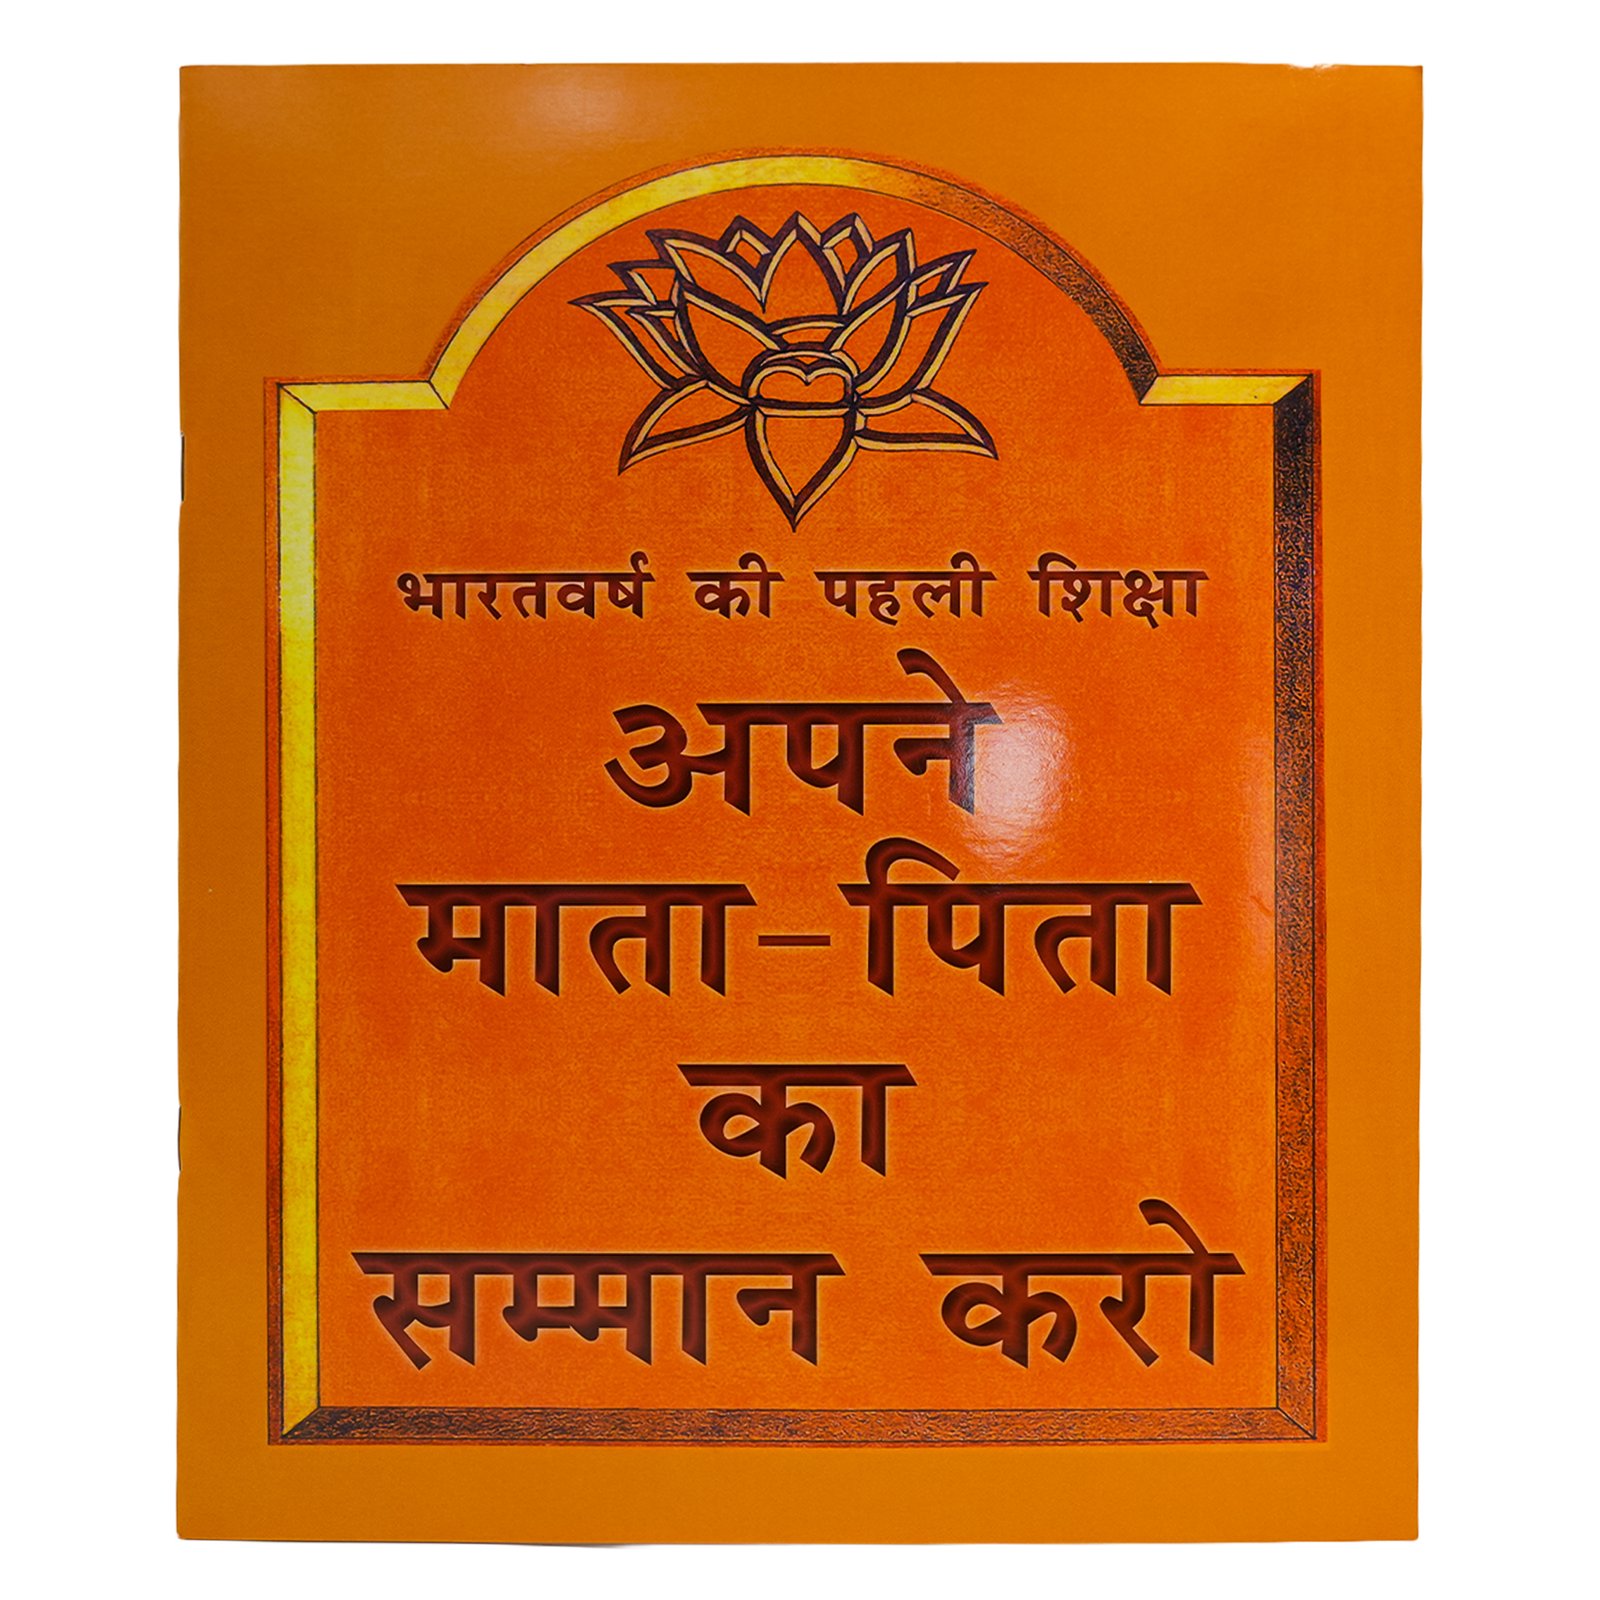 भारतवर्ष की पहली शिक्षा
अपने
माता-पिता
का
सम्मान करो